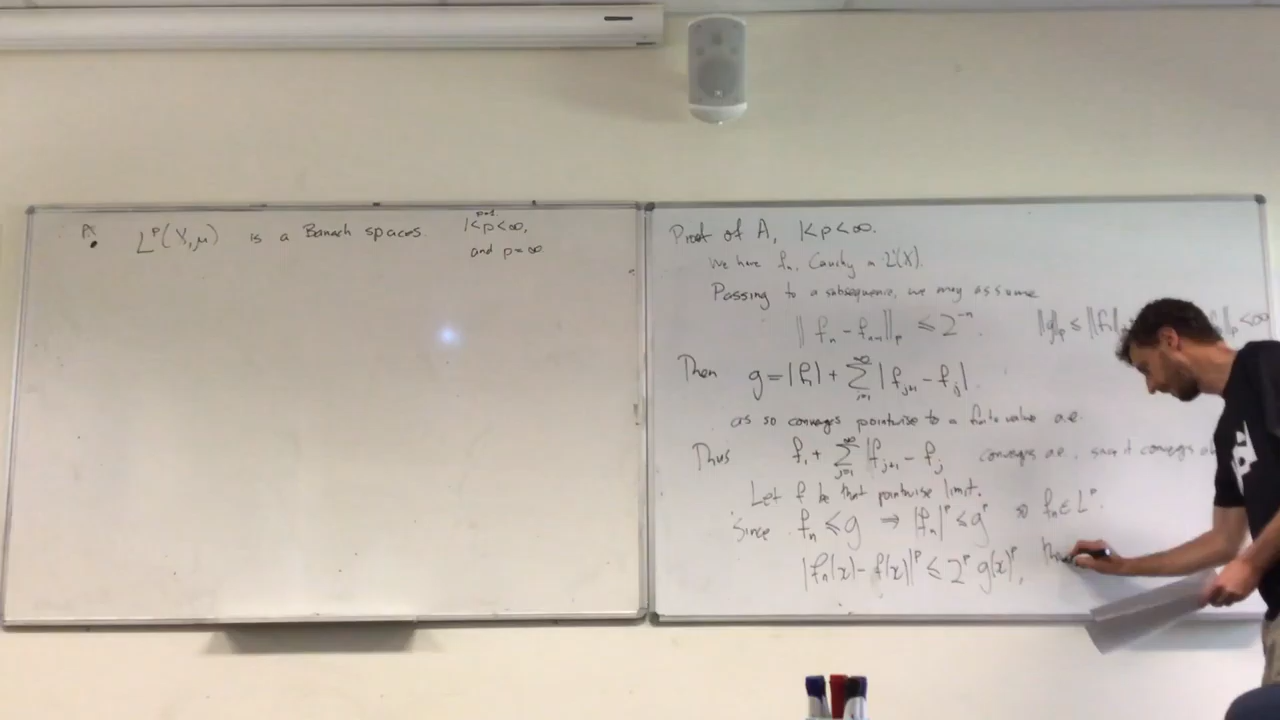 A
• L^p(X,μ) is a Banach spaces p=1 1<p<∞,
and p=∞
Proof of A, 1<p<∞.
We have f_n, Cauchy in L^p(X).
Passing to a subsequence, we may assume
‖f_n - f_{n+1}‖_p ≤ 2^{-n}.
‖g‖_p ≤ ‖f_1‖_p ‖_p < ∞
Then g = |f_1| + ∑_{j=1}^∞ |f_{j+1} - f_j|
as so converges pointwise to a finite value a.e.
Thus f_1 + ∑_{j=1}^∞ f_{j+1} - f_j converges a.e., since it converges
Let f be that pointwise limit.
Since f_n ≤ g ⇒ |f_n|^p ≤ g^p so f_n ∈ L^p.
|f_n(x) - f(x)|^p ≤ 2^p g(x)^p,